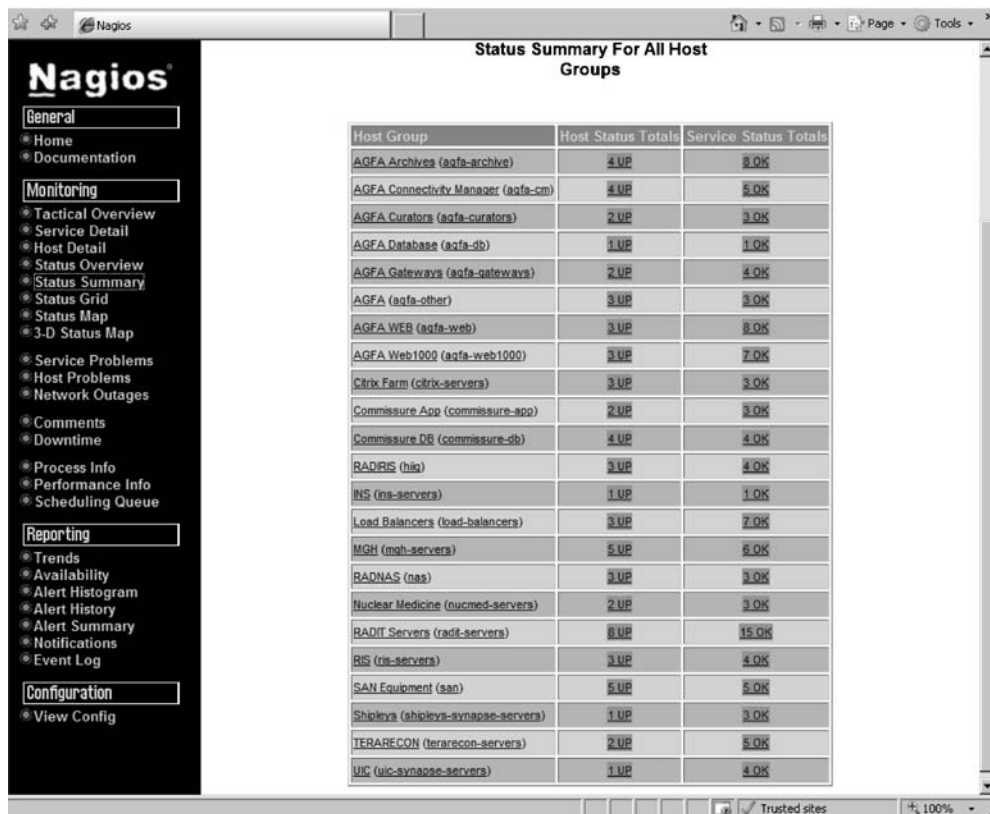 Nagios
Page
Tools
Nagios
General
Home
Documentation
Monitoring
Tactical Overview
Service Detail
Host Detail
Status Overview
Status Summary
Status Grid
Status Map
3-D Status Map
Service Problems
Host Problems
Network Outages
Comments
Downtime
Process Info
Performance Info
Scheduling Queue
Reporting
Trends
Availability
Alert Histogram
Alert History
Alert Summary
Notifications
Event Log
Configuration
View Config
Status Summary For All Host
Groups
Host Group Host Status Totals Service Status Totals
AGFA Archives (agfa-archive) 4 UP 8 OK
AGFA Connectivity Manager (agfa-cm) 4 UP 5 OK
AGFA Curators (agfa-curators) 2 UP 3 OK
AGFA Database (agfa-db) 1 UP 1 OK
AGFA Gateways (agfa-gateways) 2 UP 4 OK
AGFA (agfa-other) 3 UP 3 OK
AGFA WEB (agfa-web) 3 UP 8 OK
AGFA Web1000 (agfa-web1000) 3 UP 7 OK
Citrix Farm (citrix-servers) 3 UP 3 OK
Commissure App (commissure-app) 2 UP 3 OK
Commissure DB (commissure-db) 4 UP 4 OK
RADIRIS (hiig) 3 UP 4 OK
INS (ins-servers) 1 UP 1 OK
Load Balancers (load-balancers) 3 UP 7 OK
MGH (mgh-servers) 5 UP 6 OK
RADNAS (nas) 3 UP 3 OK
Nuclear Medicine (nucmed-servers) 2 UP 3 OK
RADIT Servers (radit-servers) 8 UP 15 OK
RIS (ris-servers) 3 UP 4 OK
SAN Equipment (san) 5 UP 5 OK
Shipleys (shipleys-synapse-servers) 1 UP 3 OK
TERARECON (terarecon-servers) 2 UP 5 OK
UIC (uic-synapse-servers) 1 UP 4 OK
Trusted sites
100%